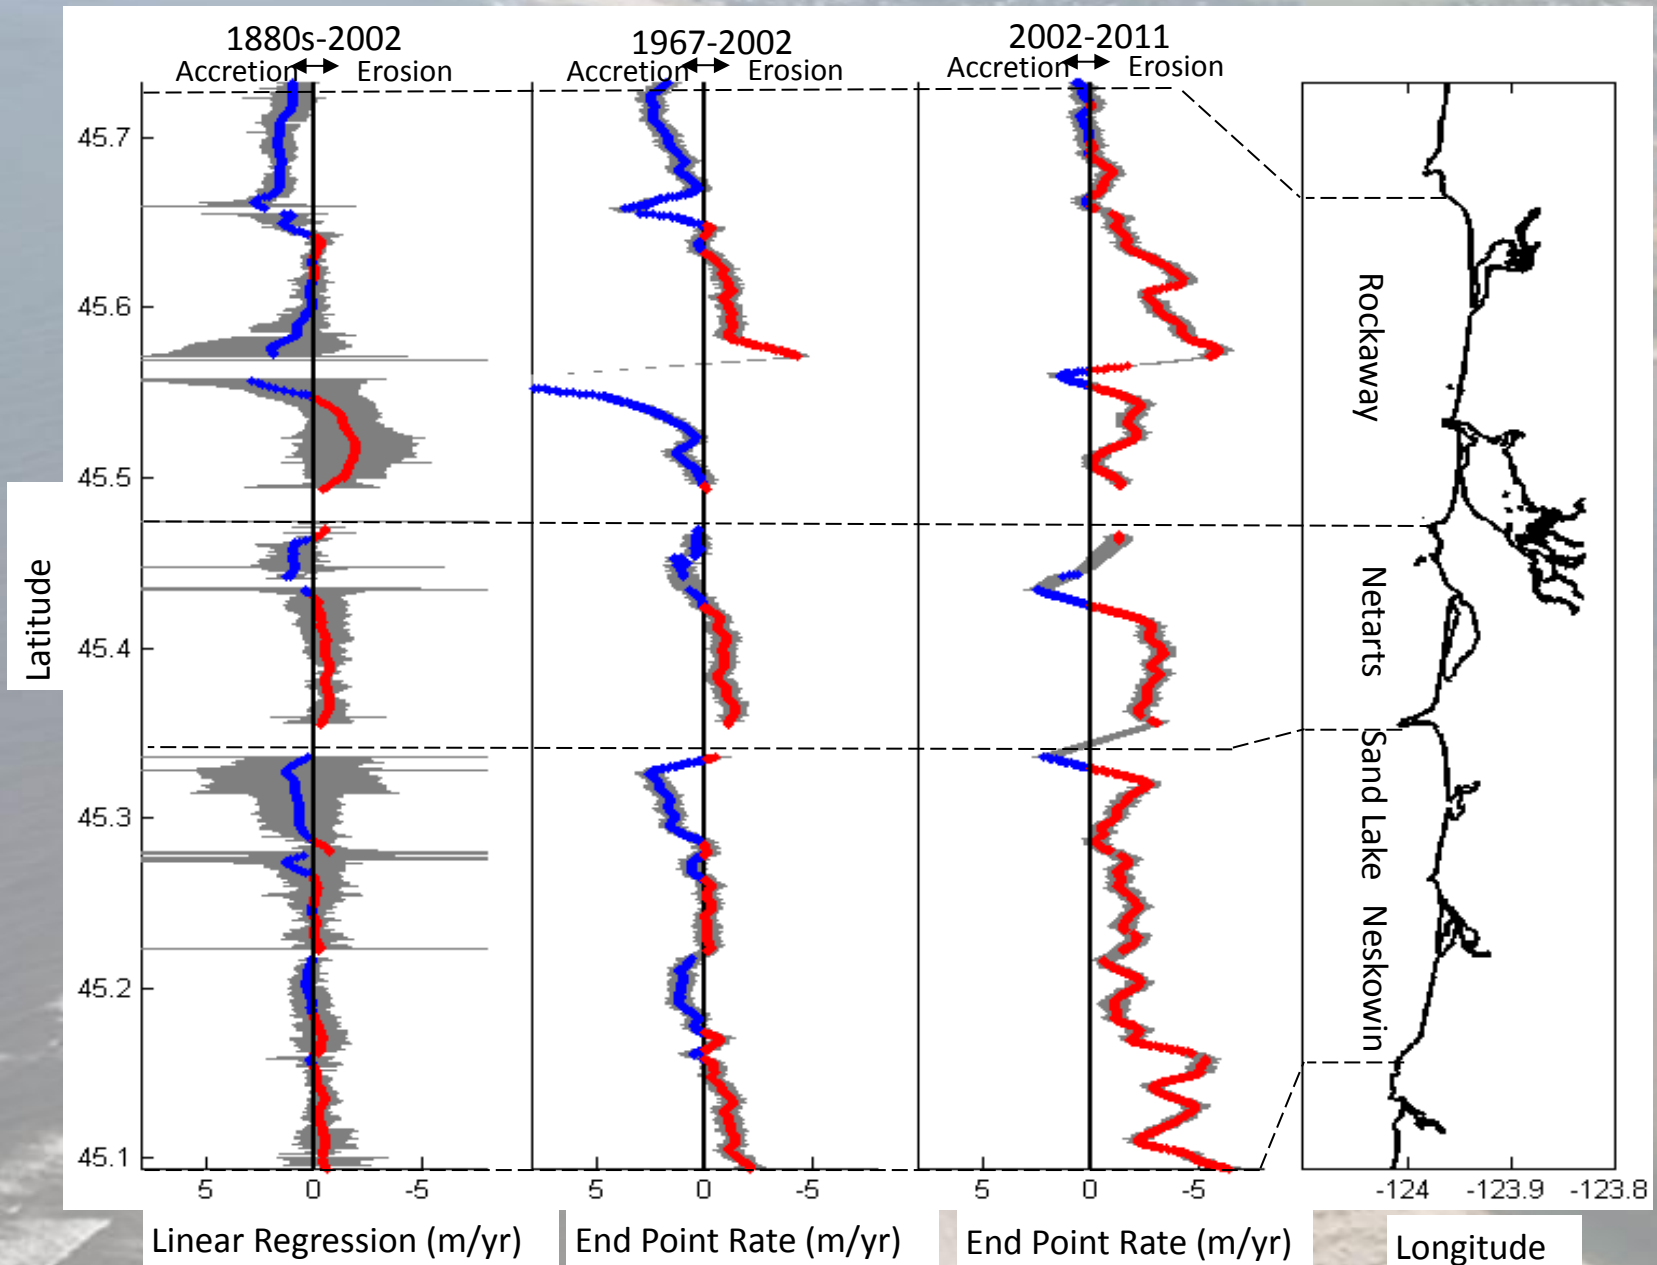 1880s-2002
Accretion Erosion
1967-2002
Accretion Erosion
2002-2011
Accretion Erosion
Latitude
45.7
45.6
45.5
45.4
45.3
45.2
45.1
5 0 -5
5 0 -5
5 0 -5
-124 -123.9 -123.8
Rockaway
Netarts
Sand Lake
Neskowin
Linear Regression (m/yr)
End Point Rate (m/yr)
End Point Rate (m/yr)
Longitude